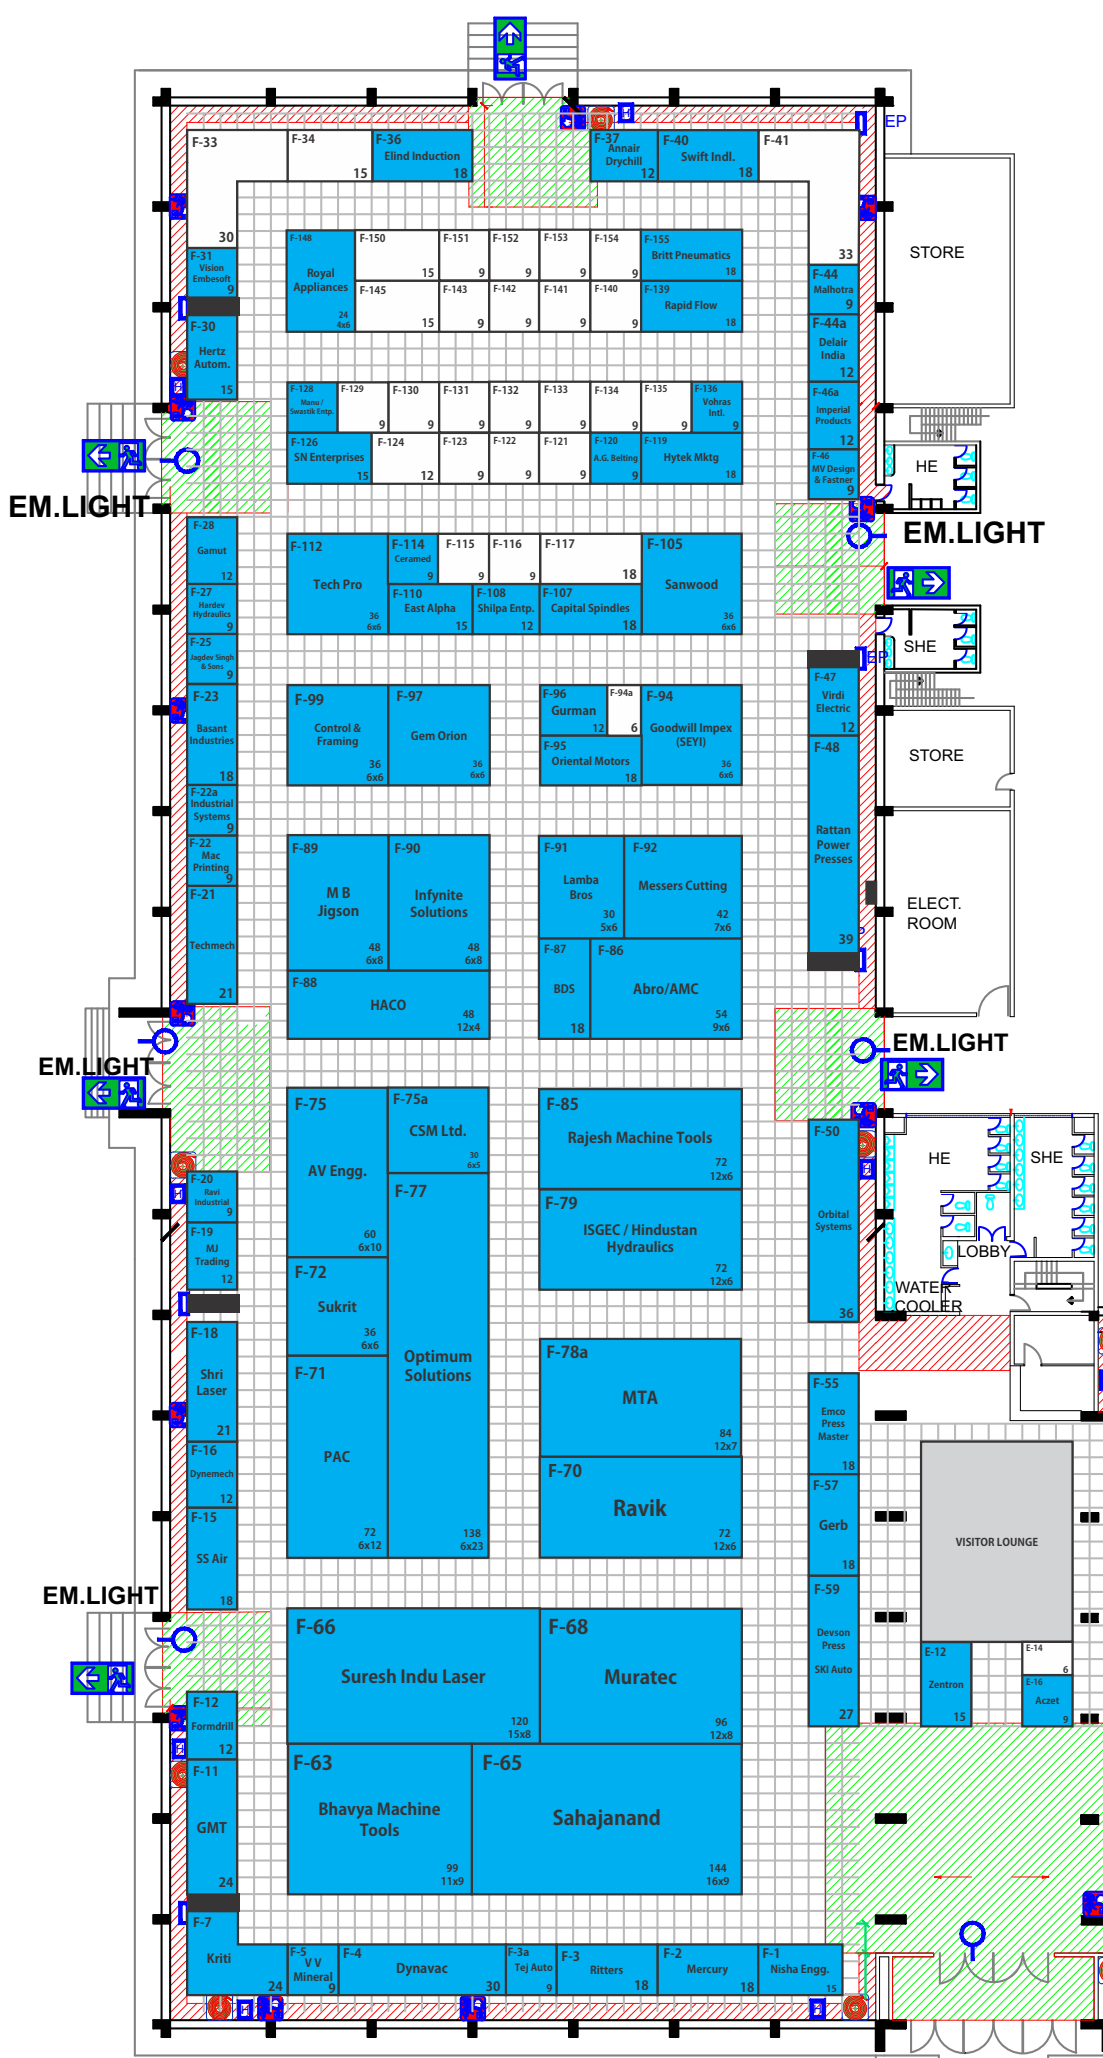 EP
F-33
30
F-34
15
F-36
Elind Induction
18
F-37
Annair
Drychill
12
F-40
Swift Indl.
18
F-41
33
H
STORE
F-31
Vision
Embesoft
9
F-30
Hertz
Autom.
15
F-148
Royal
Appliances
24
4x6
F-150
15
F-151
9
F-152
9
F-153
9
F-154
9
F-155
Britt Pneumatics
18
F-145
15
F-143
9
F-142
9
F-141
9
F-140
9
F-139
Rapid Flow
18
F-44
Malhotra
9
F-44a
Delair
India
12
F-46a
Imperial
Products
12
F-46
MV Design
& Fastner
9
F-128
Manu /
Swastik Entp.
F-129
9
F-130
9
F-131
9
F-132
9
F-133
9
F-134
9
F-135
9
F-136
Vohras
Intl.
9
F-126
SN Enterprises
15
F-124
12
F-123
9
F-122
9
F-121
9
F-120
A.G. Belting
9
F-119
Hytek Mktg
18
HE
EM.LIGHT
EM.LIGHT
F-28
Gamut
12
F-27
Hardev
Hydraulics
9
F-25
Jagdev Singh
& Sons
9
F-23
Basant
Industries
18
F-22a
Industrial
Systems
9
F-22
Mac
Printing
9
F-21
Techmech
21
F-112
Tech Pro
36
6x6
F-114
Ceramed
9
F-115
9
F-116
9
F-117
18
F-105
Sanwood
36
6x6
F-110
East Alpha
15
F-108
Shilpa Entp.
12
F-107
Capital Spindles
18
SHE
EP
F-47
Virdi
Electric
12
F-48
Rattan
Power
Presses
39
STORE
ELECT.
ROOM
F-99
Control &
Framing
36
6x6
F-97
Gem Orion
36
6x6
F-96
Gurman
12
F-94a
6
F-94
Goodwill Impex
(SEYI)
36
6x6
F-95
Oriental Motors
18
F-89
M B
Jigson
48
6x8
F-90
Infynite
Solutions
48
6x8
F-91
Lamba
Bros
30
5x6
F-92
Messers Cutting
42
7x6
F-88
HACO
48
12x4
F-87
BDS
18
F-86
Abro/AMC
54
9x6
EM.LIGHT
EM.LIGHT
F-75
AV Engg.
60
6x10
F-75a
CSM Ltd.
30
6x5
F-77
Optimum
Solutions
138
6x23
F-85
Rajesh Machine Tools
72
12x6
F-79
ISGEC / Hindustan
Hydraulics
72
12x6
F-50
Orbital
Systems
36
HE
SHE
LOBBY
WATER
COOLER
F-20
Ravi
Industrial
9
H
F-19
MJ
Trading
12
F-18
Shri
Laser
21
F-16
Dynemech
12
F-15
SS Air
18
F-72
Sukrit
36
6x6
F-71
PAC
72
6x12
F-78a
MTA
84
12x7
F-70
Ravik
72
12x6
F-55
Emco
Press
Master
18
F-57
Gerb
18
F-59
Devson
Press
SKI Auto
27
VISITOR LOUNGE
E-12
Zentron
15
E-14
6
E-16
Aczet
9
EM.LIGHT
F-66
Suresh Indu Laser
120
15x8
F-68
Muratec
96
12x8
F-12
Formdrill
12
H
F-11
GMT
24
F-63
Bhavya Machine
Tools
99
11x9
F-65
Sahajanand
144
16x9
F-7
Kriti
24
F-5
V V
Mineral
9
F-4
Dynavac
30
F-3a
Tej Auto
9
F-3
Ritters
18
F-2
Mercury
18
F-1
Nisha Engg.
15
H
H